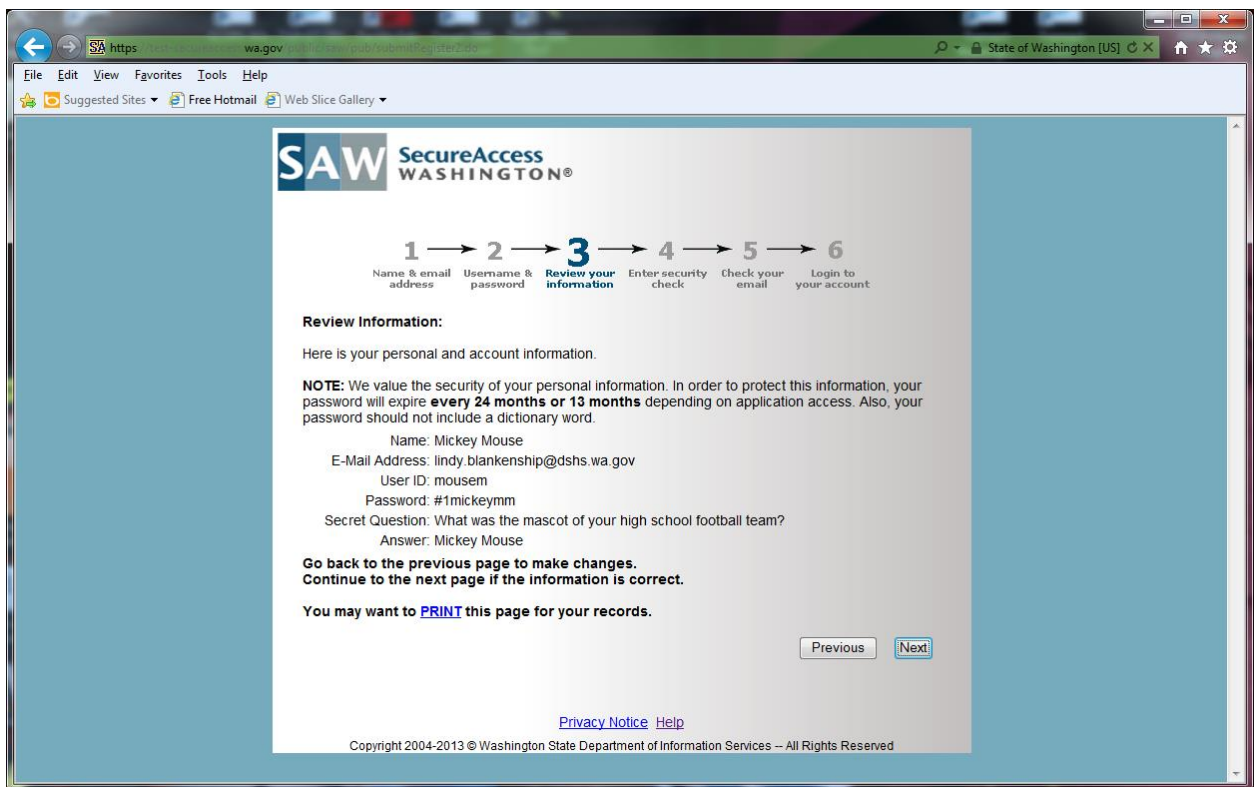 https://test-secureaccess.wa.gov/public/saw/pub/submitRegister2.do
State of Washington [US]
File Edit View Favorites Tools Help
Suggested Sites Free Hotmail Web Slice Gallery
SAW SecureAccess
WASHINGTON®
1 2 3 4 5 6
Name & email Username & Review your Enter security Check your Login to
address password information check email your account
Review Information:
Here is your personal and account information.
NOTE: We value the security of your personal information. In order to protect this information, your
password will expire every 24 months or 13 months depending on application access. Also, your
password should not include a dictionary word.
Name: Mickey Mouse
E-Mail Address: lindy.blankenship@dshs.wa.gov
User ID: mousem
Password: #1mickeymm
Secret Question: What was the mascot of your high school football team?
Answer: Mickey Mouse
Go back to the previous page to make changes.
Continue to the next page if the information is correct.
You may want to PRINT this page for your records.
Previous Next
Privacy Notice Help
Copyright 2004-2013 © Washington State Department of Information Services -- All Rights Reserved